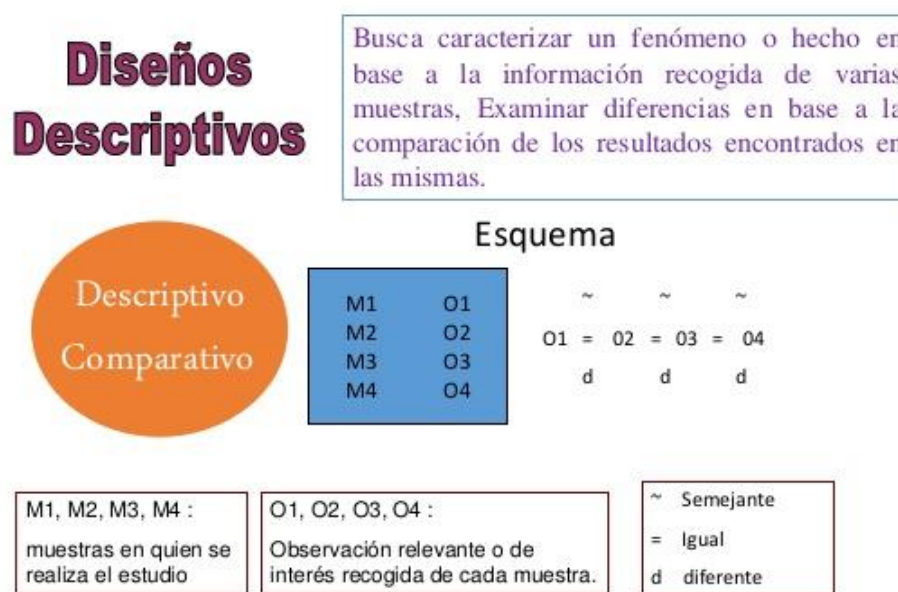 Diseños
Descriptivos
Busca caracterizar un fenómeno o hecho en
base a la información recogida de varias
muestras, Examinar diferencias en base a la
comparación de los resultados encontrados en
las mismas.
Esquema
Descriptivo
Comparativo
M1 O1
M2 O2
M3 O3
M4 O4
~ ~ ~
O1 = 02 = 03 = 04
d d d
M1, M2, M3, M4 :
muestras en quien se
realiza el estudio
O1, O2, O3, O4 :
Observación relevante o de
interés recogida de cada muestra.
~ Semejante
= Igual
d diferente